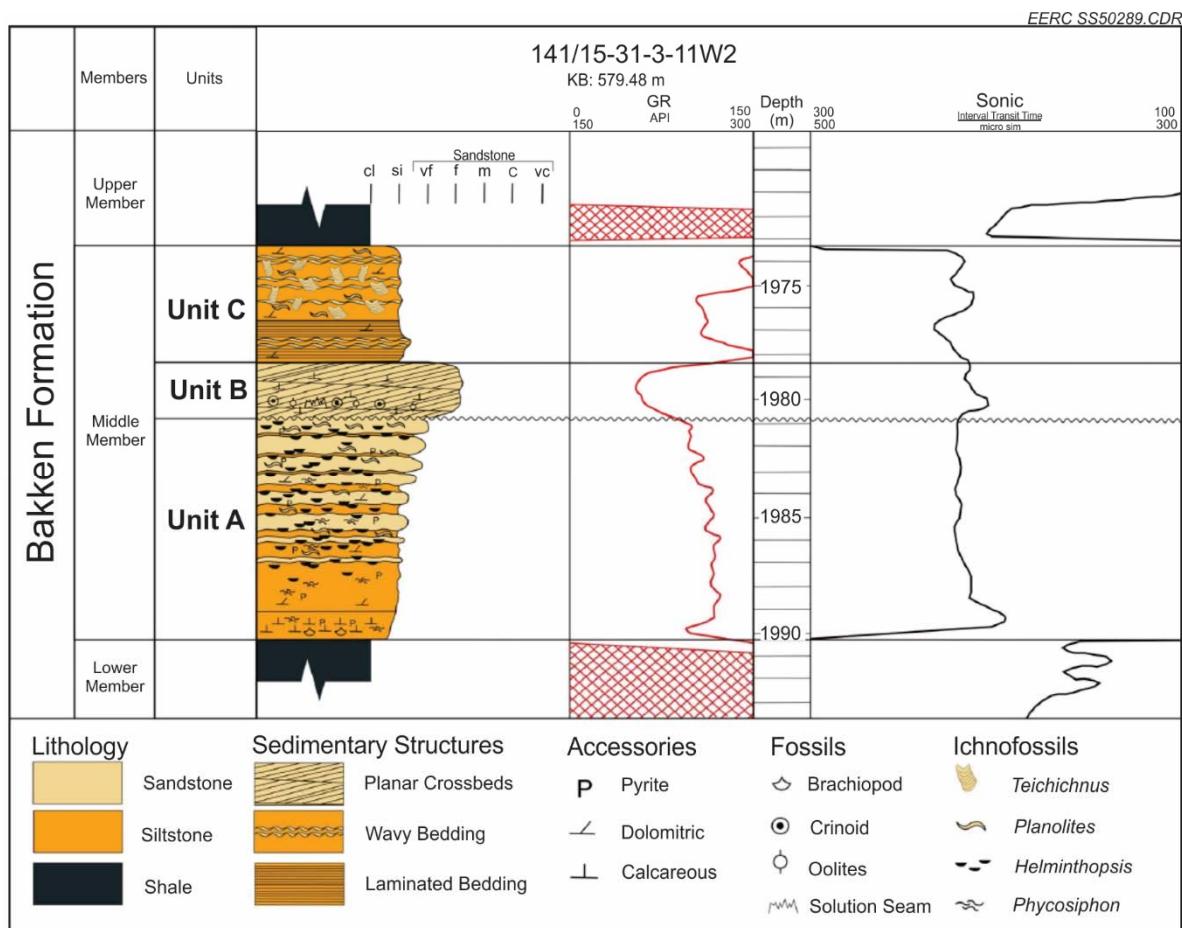 EERC SS50289.CDR
Members
Units
141/15-31-3-11W2
KB: 579.48 m
0
150
GR
API
150
300
Depth
(m)
300
500
Sonic
Interval Transit Time
micro sim
100
300
Bakken Formation
Upper
Member
Sandstone
cl si vf f m C vc
Unit C
1975
Unit B
1980
Middle
Member
Unit A
P
P
1985
P
P
P
P
P P
1990
Lower
Member
Lithology
Sandstone
Siltstone
Shale
Sedimentary Structures
Planar Crossbeds
Wavy Bedding
Laminated Bedding
Accessories
P Pyrite
Dolomitric
Calcareous
Fossils
Brachiopod
Crinoid
Oolites
Solution Seam
Ichnofossils
Teichichnus
Planolites
Helminthopsis
Phycosiphon